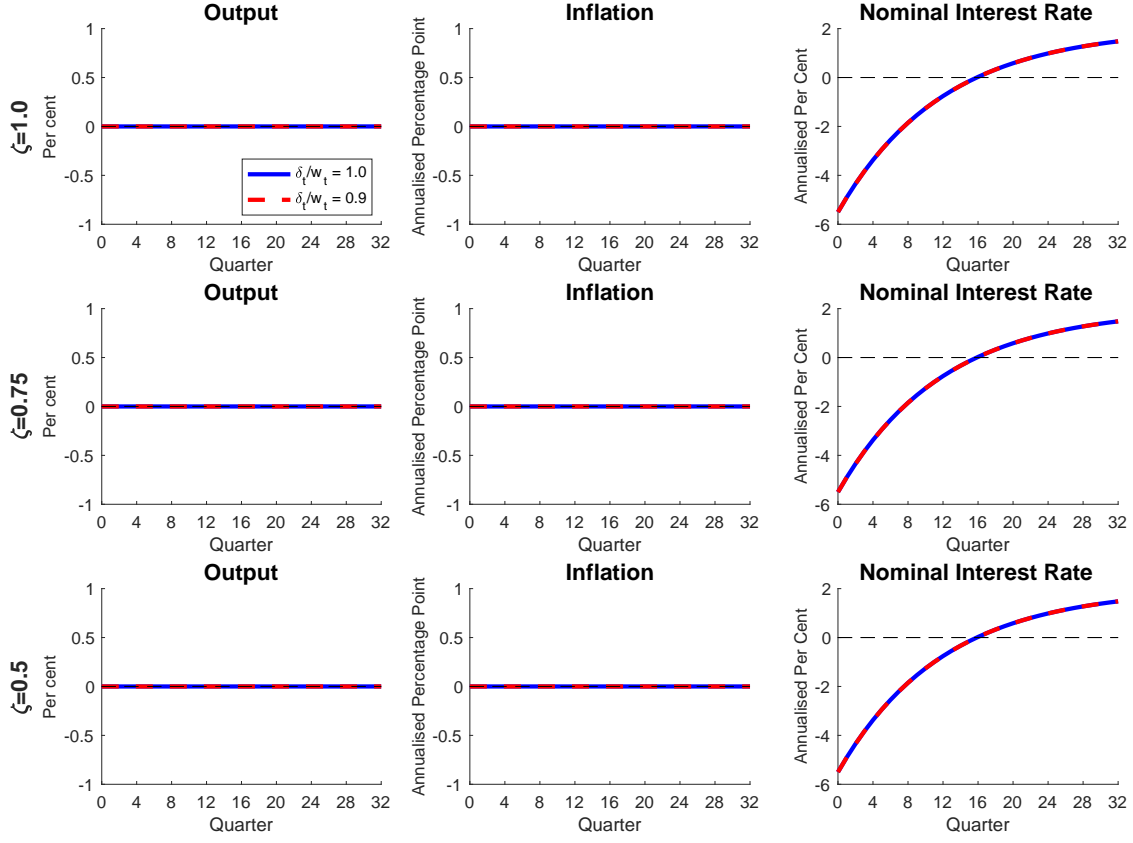 Output
Inflation
Nominal Interest Rate
ζ=1.0
Per cent
1
0.5
0
-0.5
-1
δt/wt = 1.0
δt/wt = 0.9
0 4 8 12 16 20 24 28 32
Quarter
Annualised Percentage Point
1
0.5
0
-0.5
-1
0 4 8 12 16 20 24 28 32
Quarter
Annualised Per Cent
2
0
-2
-4
-6
0 4 8 12 16 20 24 28 32
Quarter
Output
Inflation
Nominal Interest Rate
ζ=0.75
Per cent
1
0.5
0
-0.5
-1
0 4 8 12 16 20 24 28 32
Quarter
Annualised Percentage Point
1
0.5
0
-0.5
-1
0 4 8 12 16 20 24 28 32
Quarter
Annualised Per Cent
2
0
-2
-4
-6
0 4 8 12 16 20 24 28 32
Quarter
Output
Inflation
Nominal Interest Rate
ζ=0.5
Per cent
1
0.5
0
-0.5
-1
0 4 8 12 16 20 24 28 32
Quarter
Annualised Percentage Point
1
0.5
0
-0.5
-1
0 4 8 12 16 20 24 28 32
Quarter
Annualised Per Cent
2
0
-2
-4
-6
0 4 8 12 16 20 24 28 32
Quarter